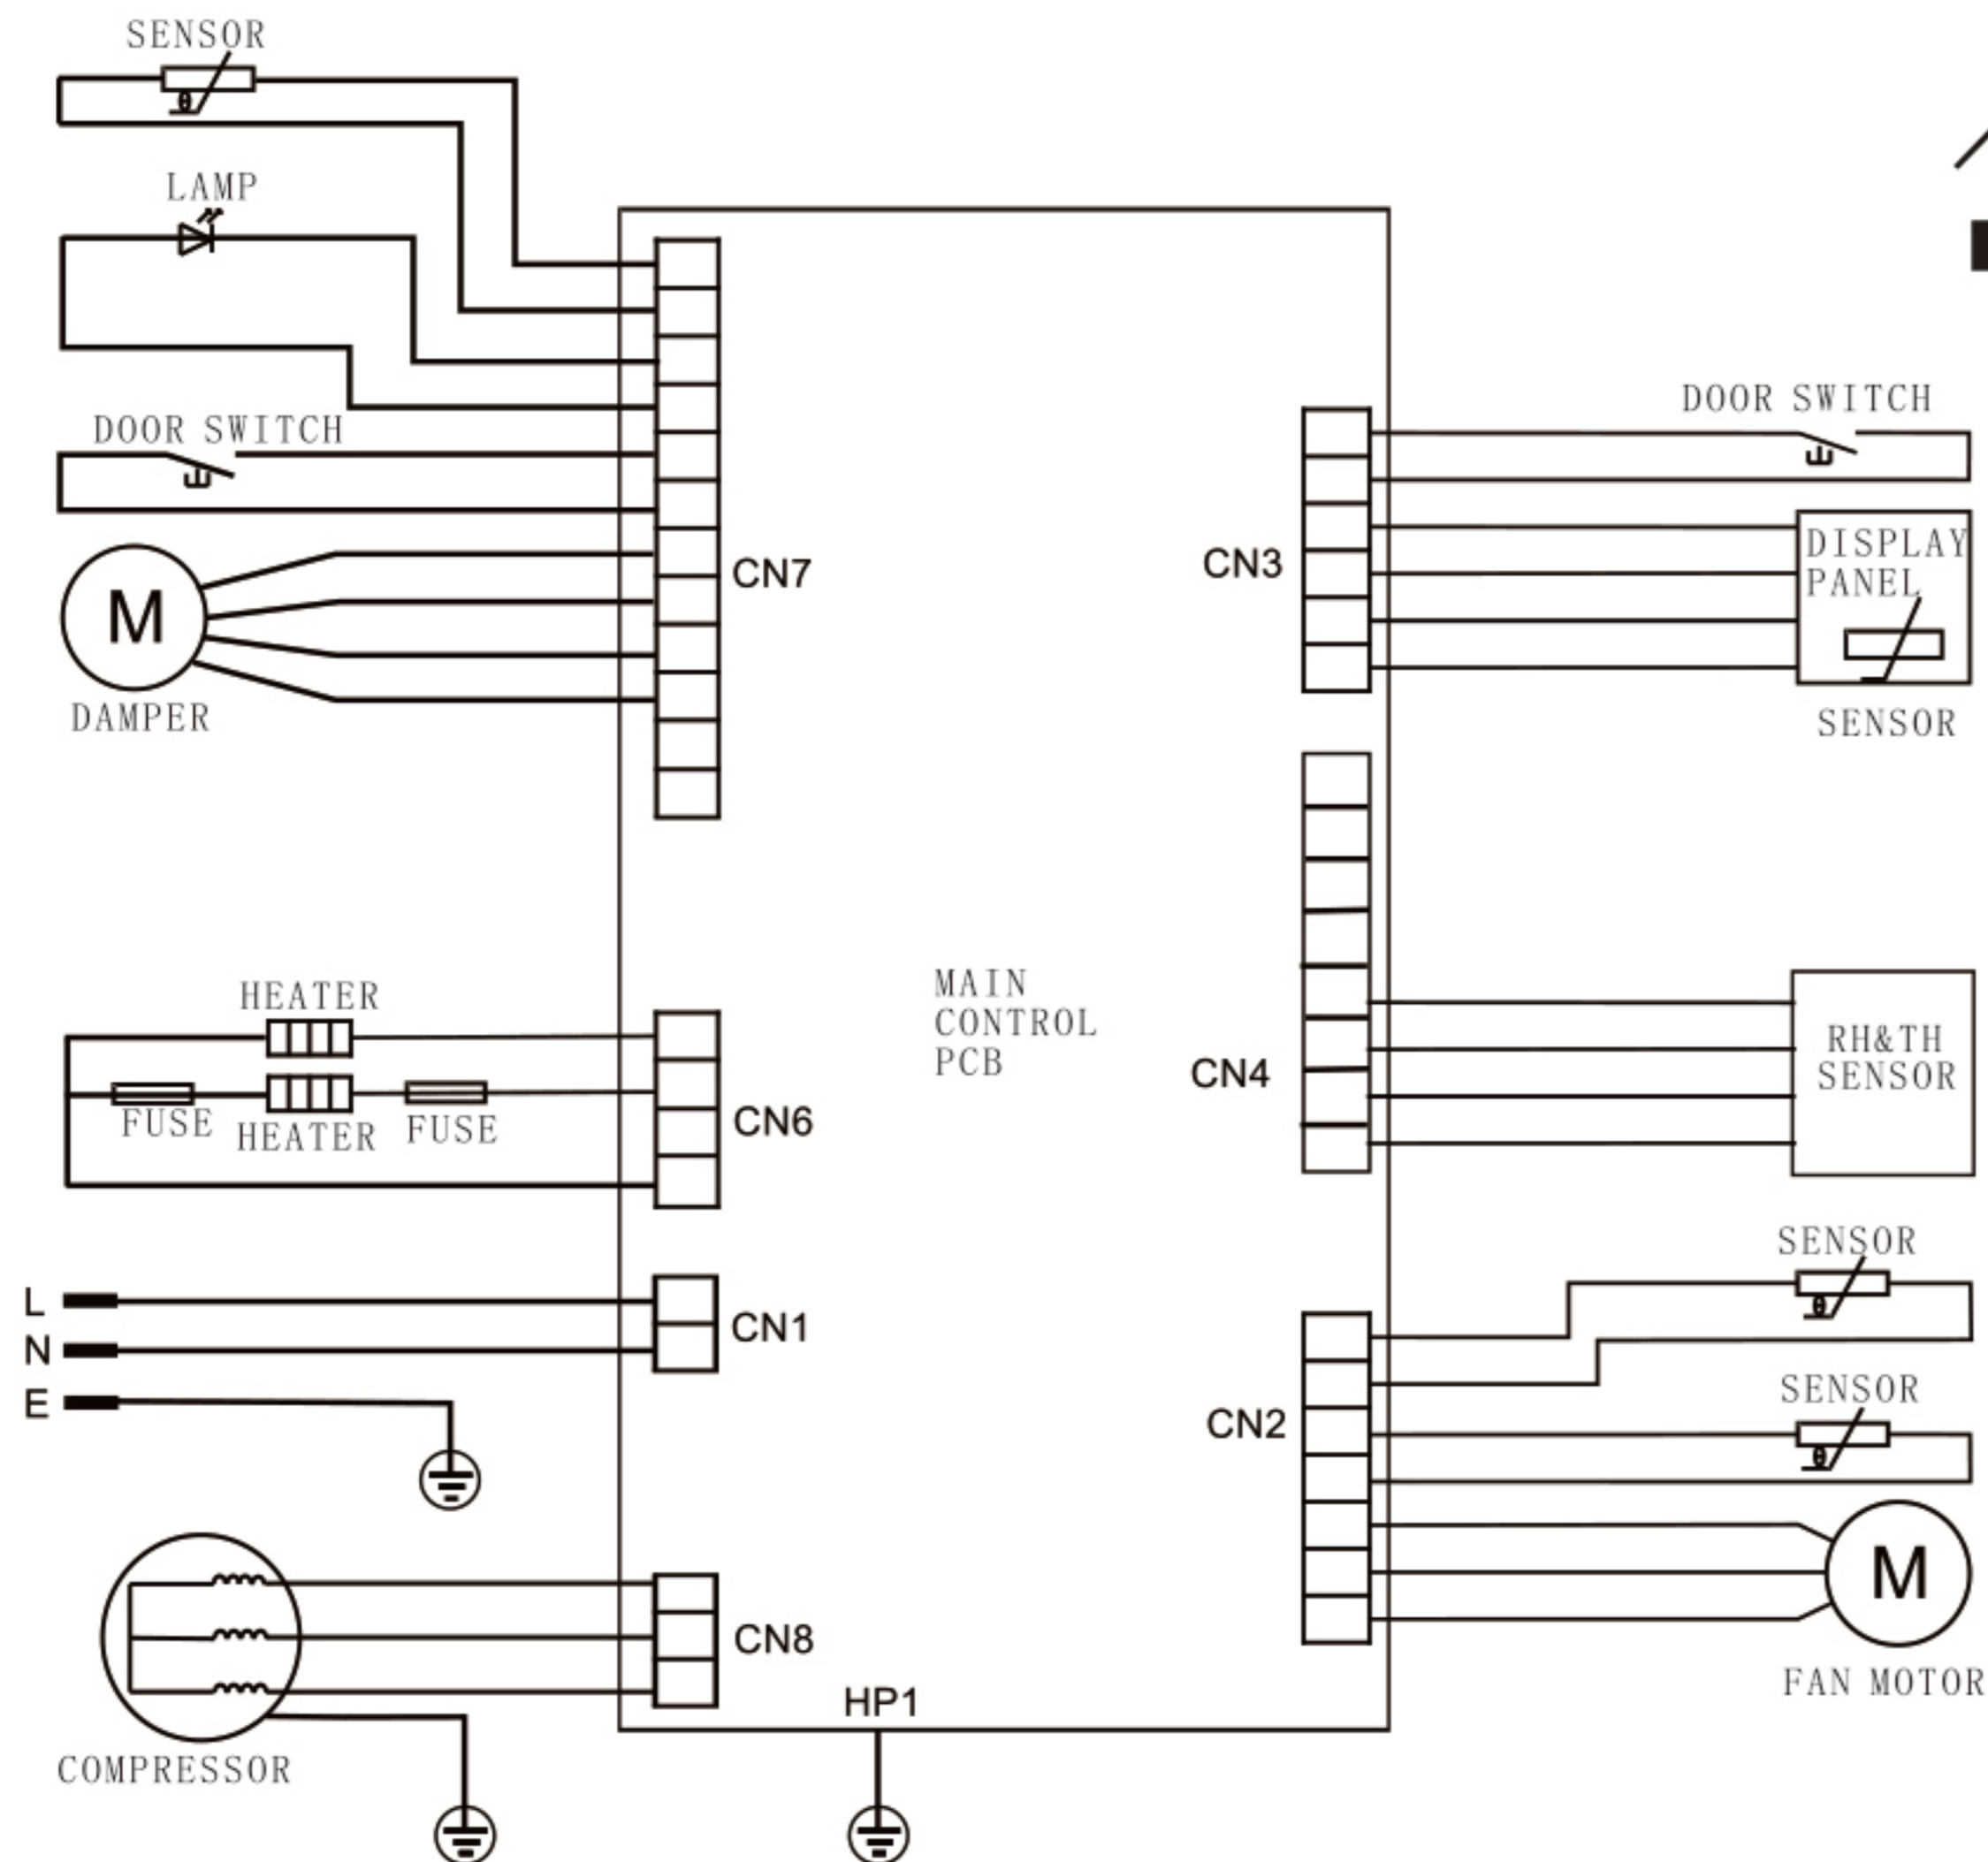 SENSOR
LAMP
DOOR SWITCH
M
DAMPER
CN7
HEATER
FUSE
HEATER
FUSE
CN6
L
N
E
CN1
COMPRESSOR
CN8
HP1
MAIN
CONTROL
PCB
DOOR SWITCH
CN3
DISPLAY
PANEL
SENSOR
CN4
RH&TH
SENSOR
SENSOR
θ
SENSOR
θ
CN2
M
FAN MOTOR
θ